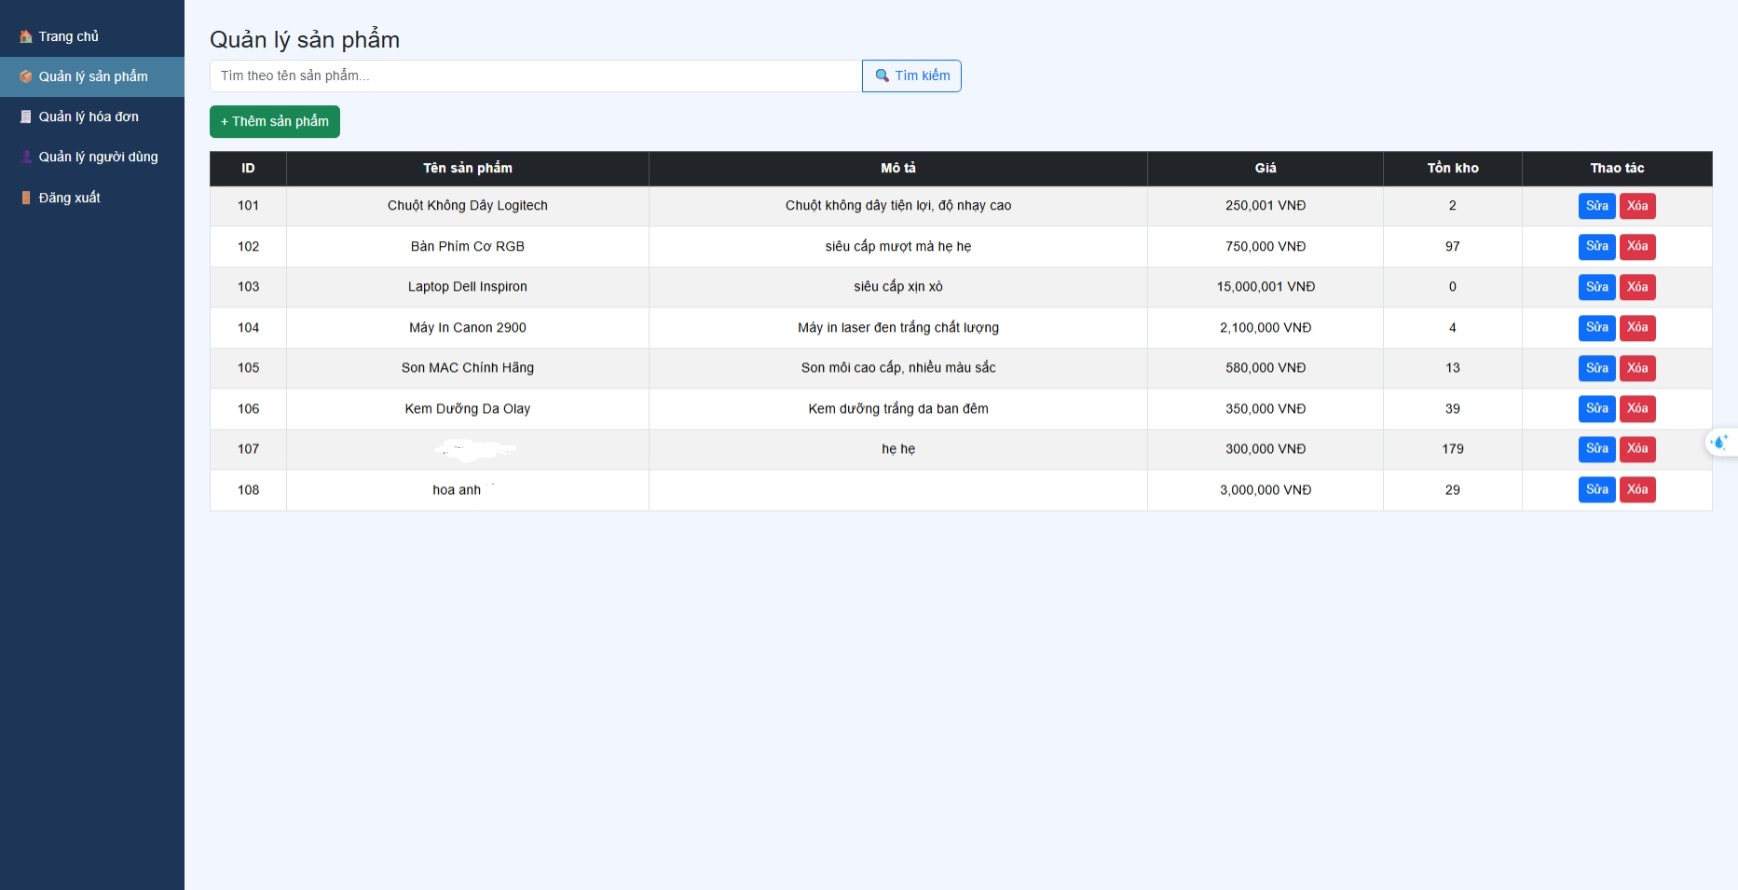 Trang chủ
Quản lý sản phẩm
Quản lý hóa đơn
Quản lý người dùng
Đăng xuất
Quản lý sản phẩm
Tìm theo tên sản phẩm...
Tìm kiếm
+ Thêm sản phẩm
ID Tên sản phẩm Mô tả Giá Tồn kho Thao tác
101 Chuột Không Dây Logitech Chuột không dây tiện lợi, độ nhạy cao 250,001 VNĐ 2 Sửa Xóa
102 Bàn Phím Cơ RGB siêu cấp mượt mà hẹ hẹ 750,000 VNĐ 97 Sửa Xóa
103 Laptop Dell Inspiron siêu cấp xịn xò 15,000,001 VNĐ 0 Sửa Xóa
104 Máy In Canon 2900 Máy in laser đen trắng chất lượng 2,100,000 VNĐ 4 Sửa Xóa
105 Son MAC Chính Hãng Son môi cao cấp, nhiều màu sắc 580,000 VNĐ 13 Sửa Xóa
106 Kem Dưỡng Da Olay Kem dưỡng trắng da ban đêm 350,000 VNĐ 39 Sửa Xóa
107 hẹ hẹ 300,000 VNĐ 179 Sửa Xóa
108 hoa anh 3,000,000 VNĐ 29 Sửa Xóa